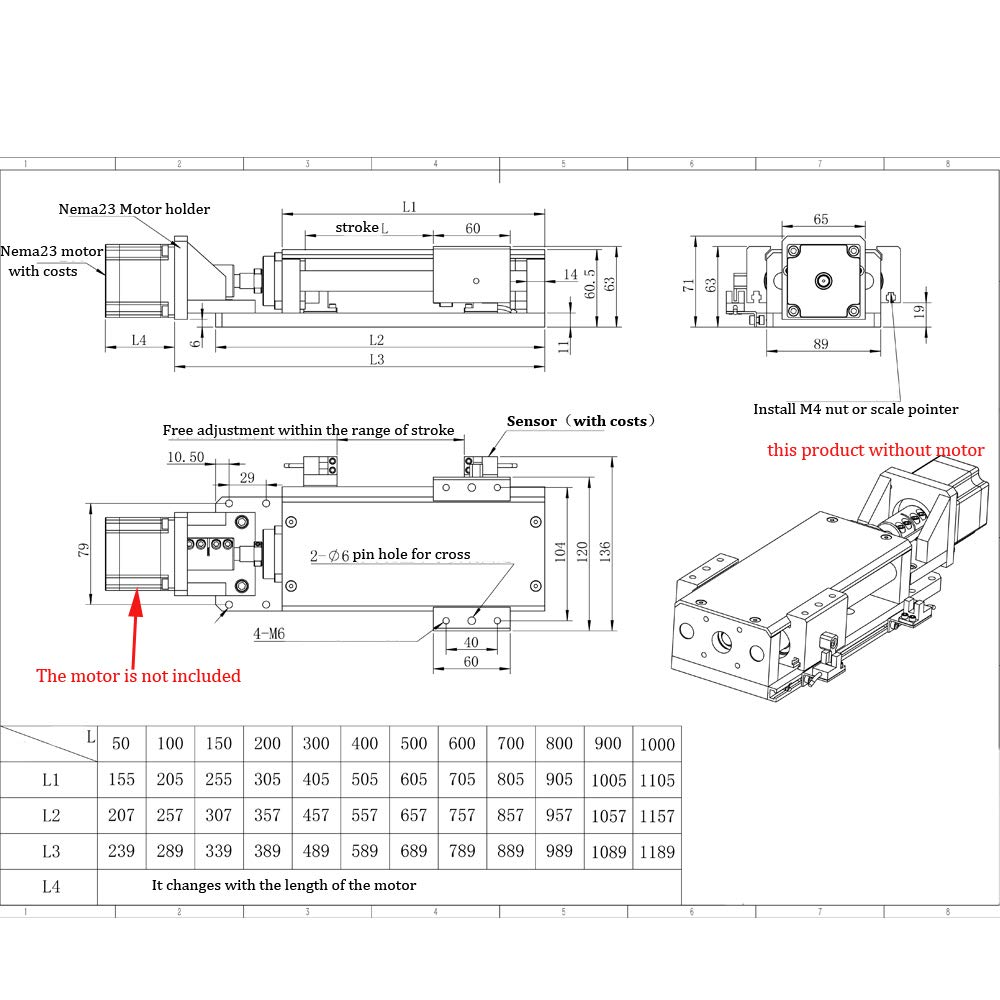 1 2 3 4 5 6 7 8
Nema23 Motor holder
Nema23 motor
with costs
L1
stroke L
60
14
60.5
63
L4
6
L2
L3
11
65
71
63
19
89
Install M4 nut or scale pointer
this product without motor
Free adjustment within the range of stroke
Sensor（with costs）
10.50
29
79
2-Φ6 pin hole for cross
104
120
136
4-M6
40
60
The motor is not included
L 50 100 150 200 300 400 500 600 700 800 900 1000
L1 155 205 255 305 405 505 605 705 805 905 1005 1105
L2 207 257 307 357 457 557 657 757 857 957 1057 1157
L3 239 289 339 389 489 589 689 789 889 989 1089 1189
L4 It changes with the length of the motor
1 2 3 4 5 6 7 8